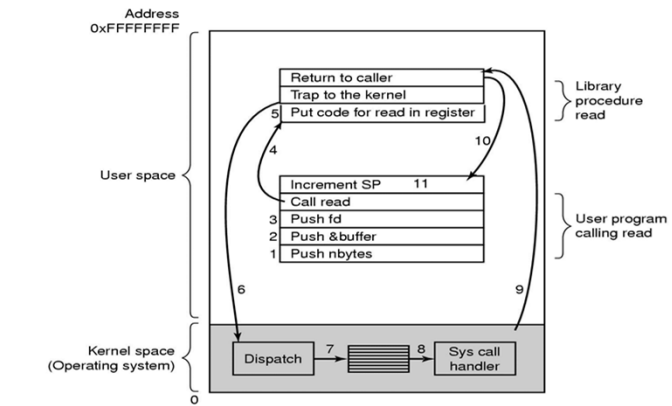 Address
0xFFFFFFFF
Return to caller
Trap to the kernel
5 Put code for read in register
Library
procedure
read
4
10
User space
Increment SP 11
Call read
3 Push fd
2 Push &buffer
1 Push nbytes
User program
calling read
6
9
Kernel space
(Operating system)
Dispatch
7
8
Sys call
handler
0